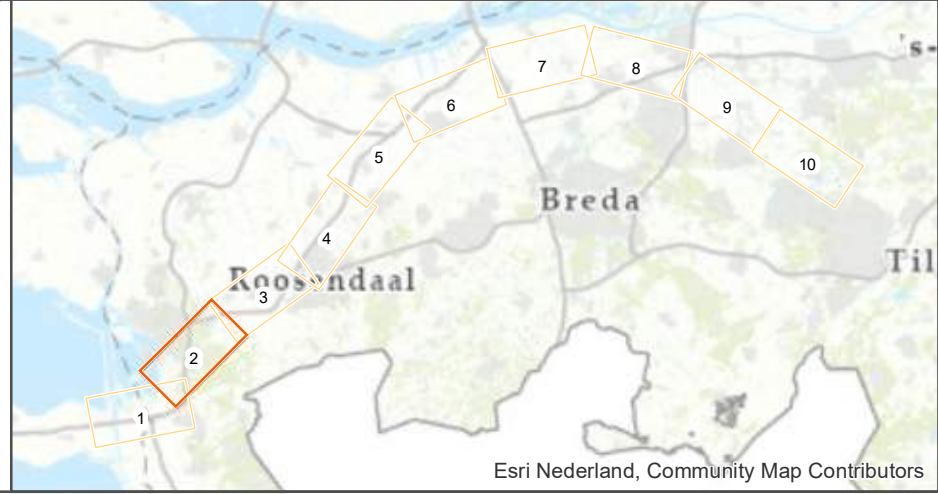 's-
7
8
6
9
5
10
Breda
4
Til
Roosendaal
3
2
1
Esri Nederland, Community Map Contributors